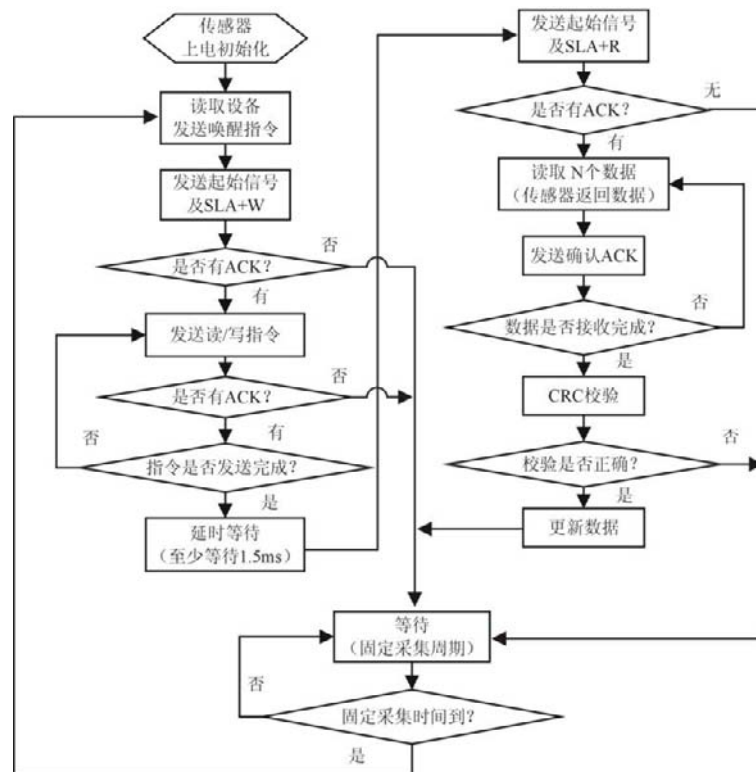 传感器
上电初始化
读取设备
发送唤醒指令
发送起始信号
及SLA+W
是否有ACK?
否
有
发送读/写指令
是否有ACK?
否
有
否
指令是否发送完成?
是
延时等待
(至少等待1.5ms)
发送起始信号
及SLA+R
无
是否有ACK?
有
读取 N个数据
(传感器返回数据)
发送确认ACK
数据是否接收完成?
否
是
CRC校验
否
校验是否正确?
是
更新数据
等待
(固定采集周期)
否
固定采集时间到?
是